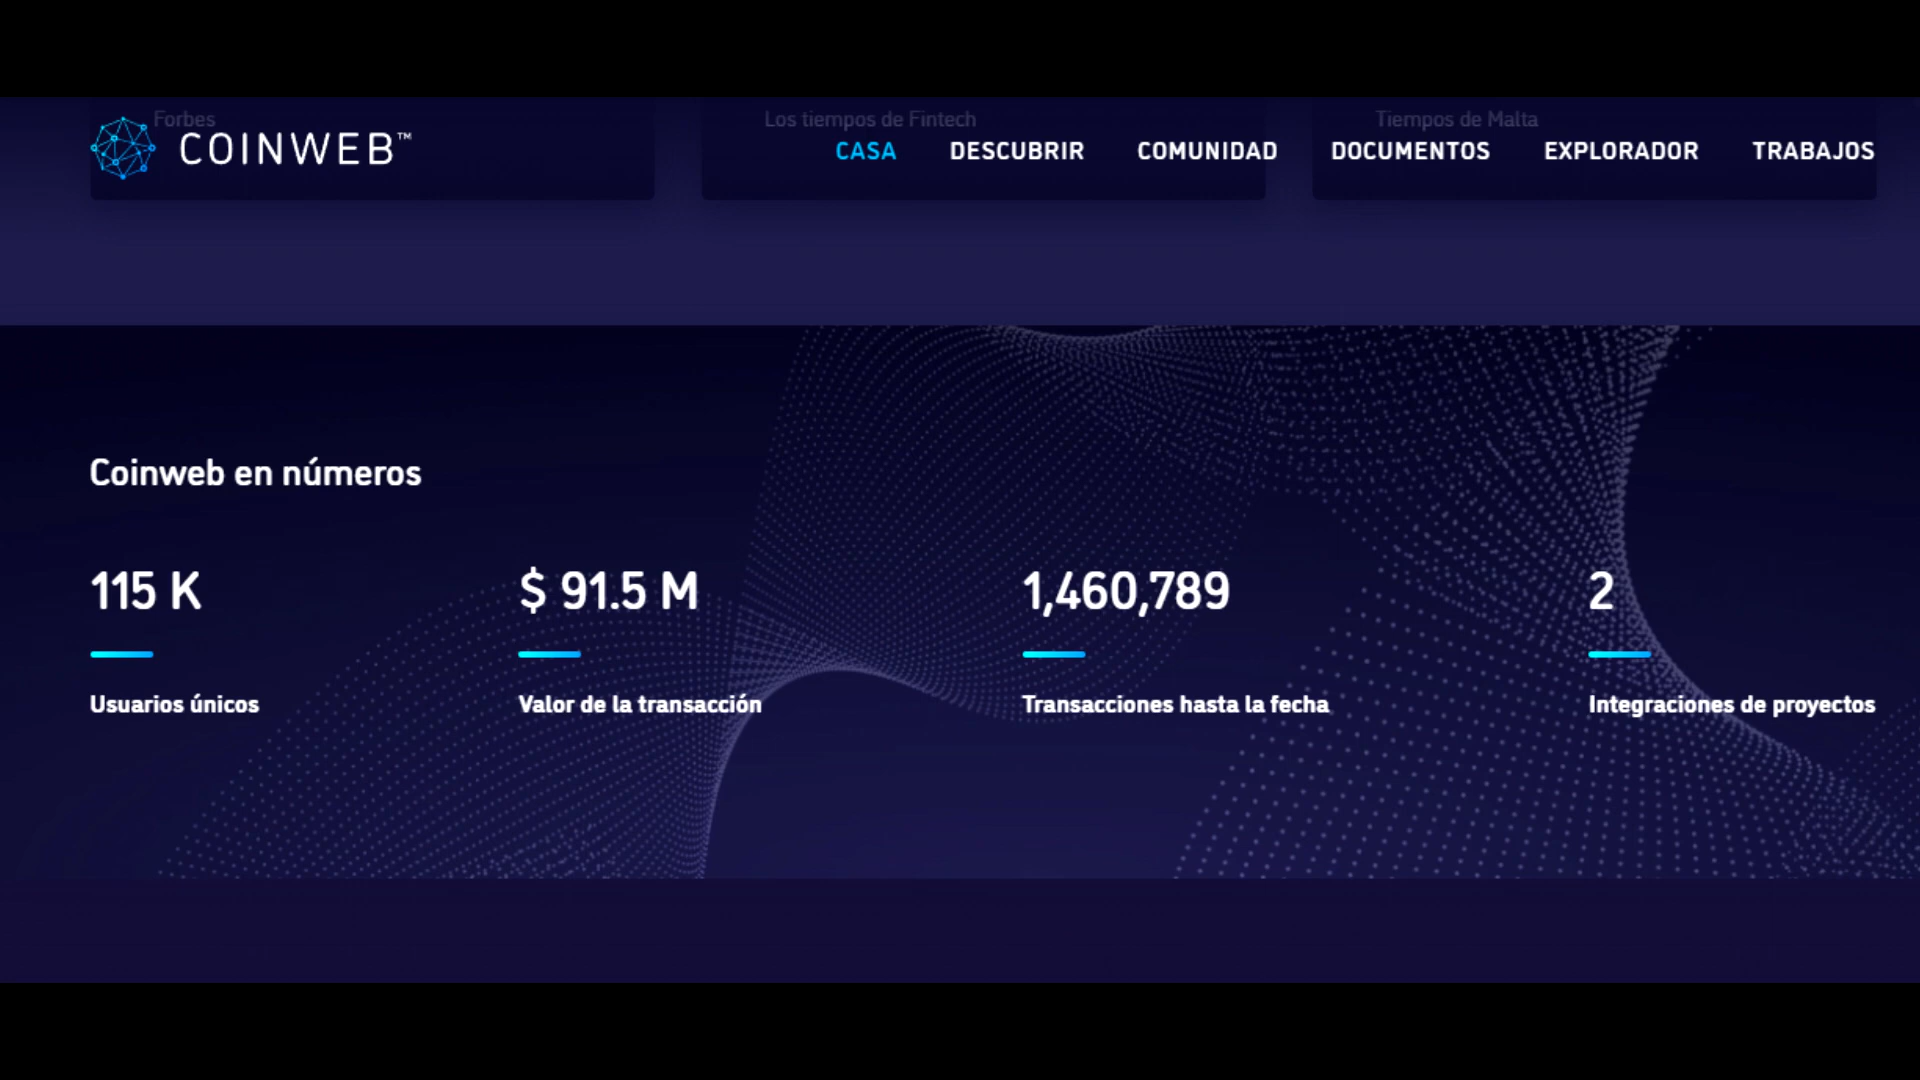 Forbes
Los tiempos de Fintech
Tiempos de Malta
COINWEB™
CASA
DESCUBRIR
COMUNIDAD
DOCUMENTOS
EXPLORADOR
TRABAJOS
Coinweb en números
115 K
$ 91.5 M
1,460,789
2
Usuarios únicos
Valor de la transacción
Transacciones hasta la fecha
Integraciones de proyectos